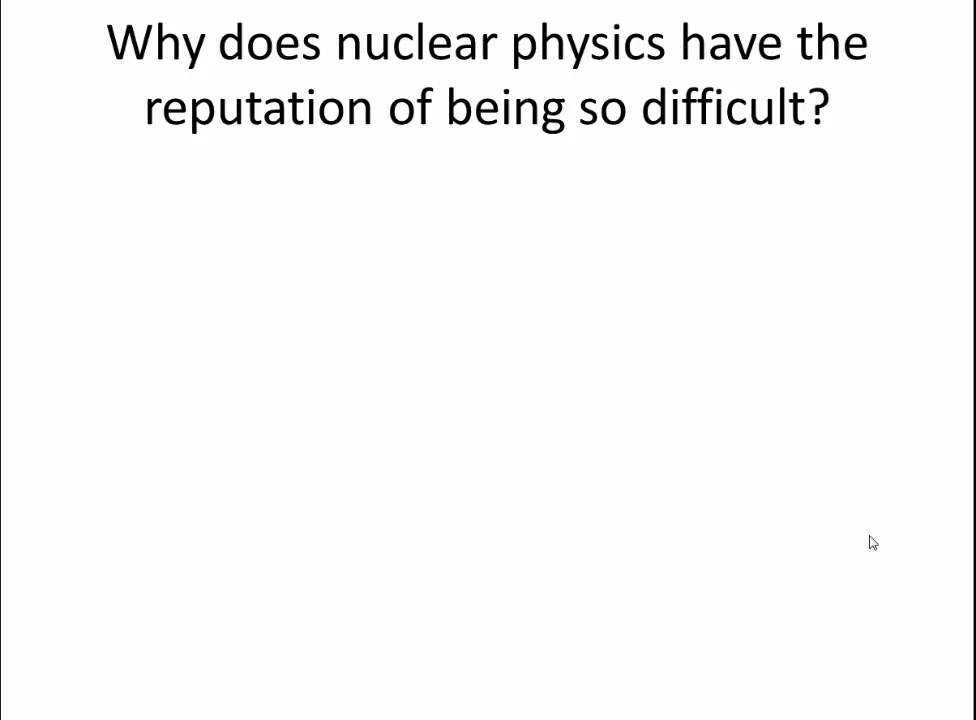 Why does nuclear physics have the
reputation of being so difficult?